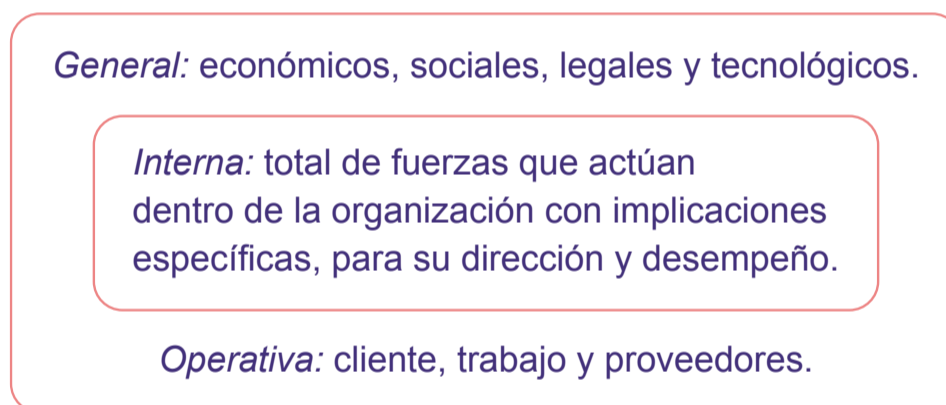 General: económicos, sociales, legales y tecnológicos.
Interna: total de fuerzas que actúan
dentro de la organización con implicaciones
específicas, para su dirección y desempeño.
Operativa: cliente, trabajo y proveedores.